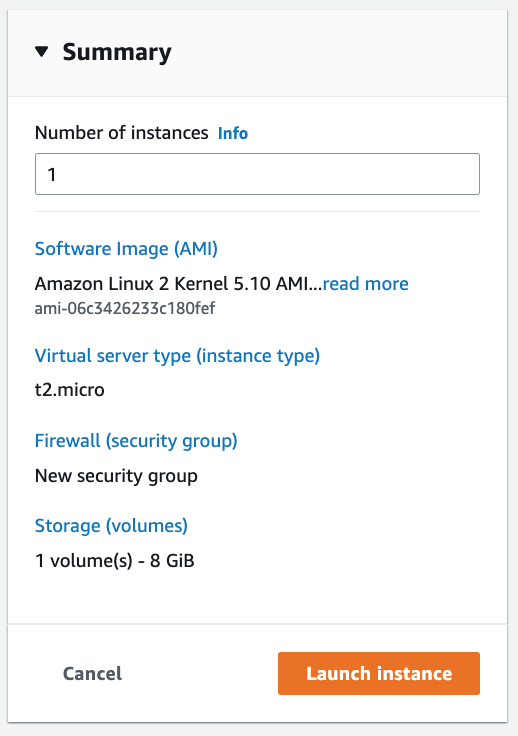 Summary
Number of instances Info
1
Software Image (AMI)
Amazon Linux 2 Kernel 5.10 AMI...read more
ami-06c3426233c180fef
Virtual server type (instance type)
t2.micro
Firewall (security group)
New security group
Storage (volumes)
1 volume(s) - 8 GiB
Cancel Launch instance